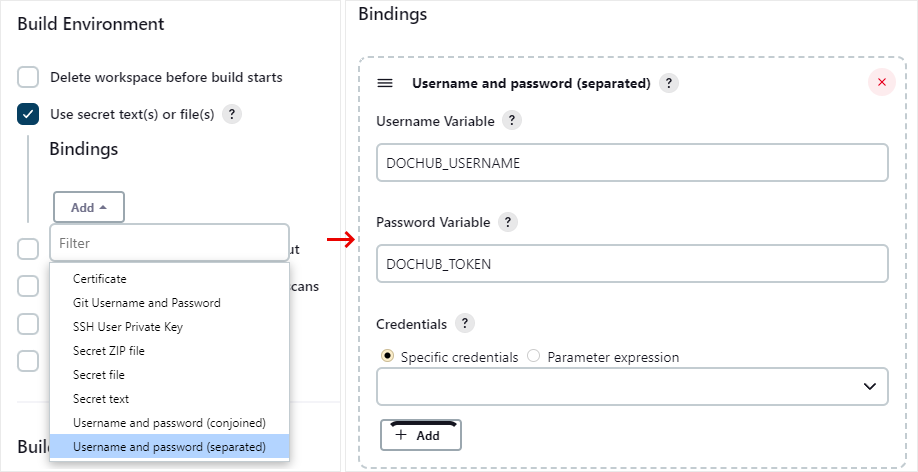 Build Environment
Delete workspace before build starts
Use secret text(s) or file(s) ?
Bindings
Add
Filter
ut
Certificate
Git Username and Password
cans
SSH User Private Key
Secret ZIP file
Secret file
Secret text
Username and password (conjoined)
Username and password (separated)
Buil
Bindings
Username and password (separated) ?
Username Variable ?
DOCHUB_USERNAME
Password Variable ?
DOCHUB_TOKEN
Credentials ?
Specific credentials Parameter expression
+ Add